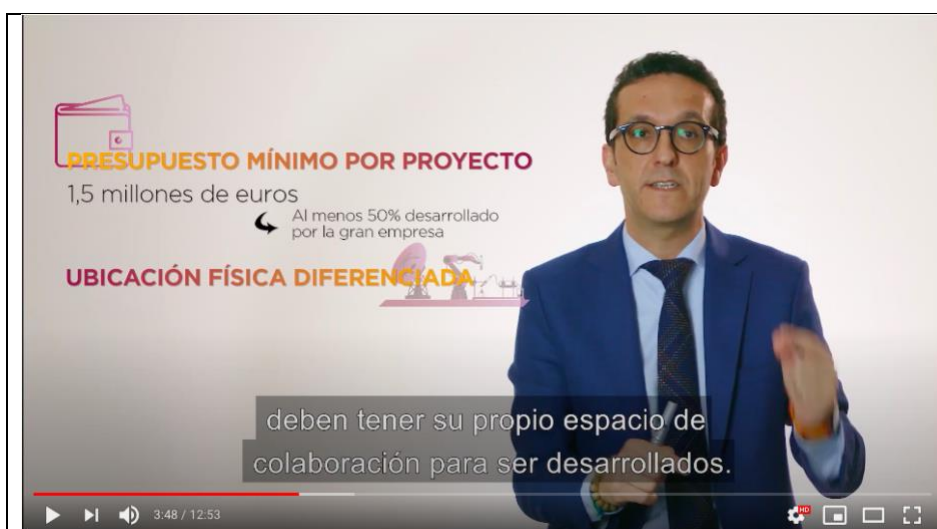 PRESUPUESTO MÍNIMO POR PROYECTO
1,5 millones de euros
Al menos 50% desarrollado
por la gran empresa
UBICACIÓN FÍSICA DIFERENCIADA
deben tener su propio espacio de
colaboración para ser desarrollados.
3:48 / 12:53
HD